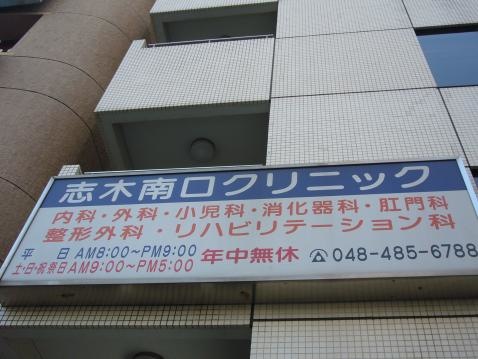 志木南口クリニック
内科・外科・小児科・消化器科・肛門科
整形外科・リハビリテーション科
平 日 AM8:00~PM9:00
土・日・祝祭日 AM9:00~PM5:00
年中無休 ☎ 048-485-6788